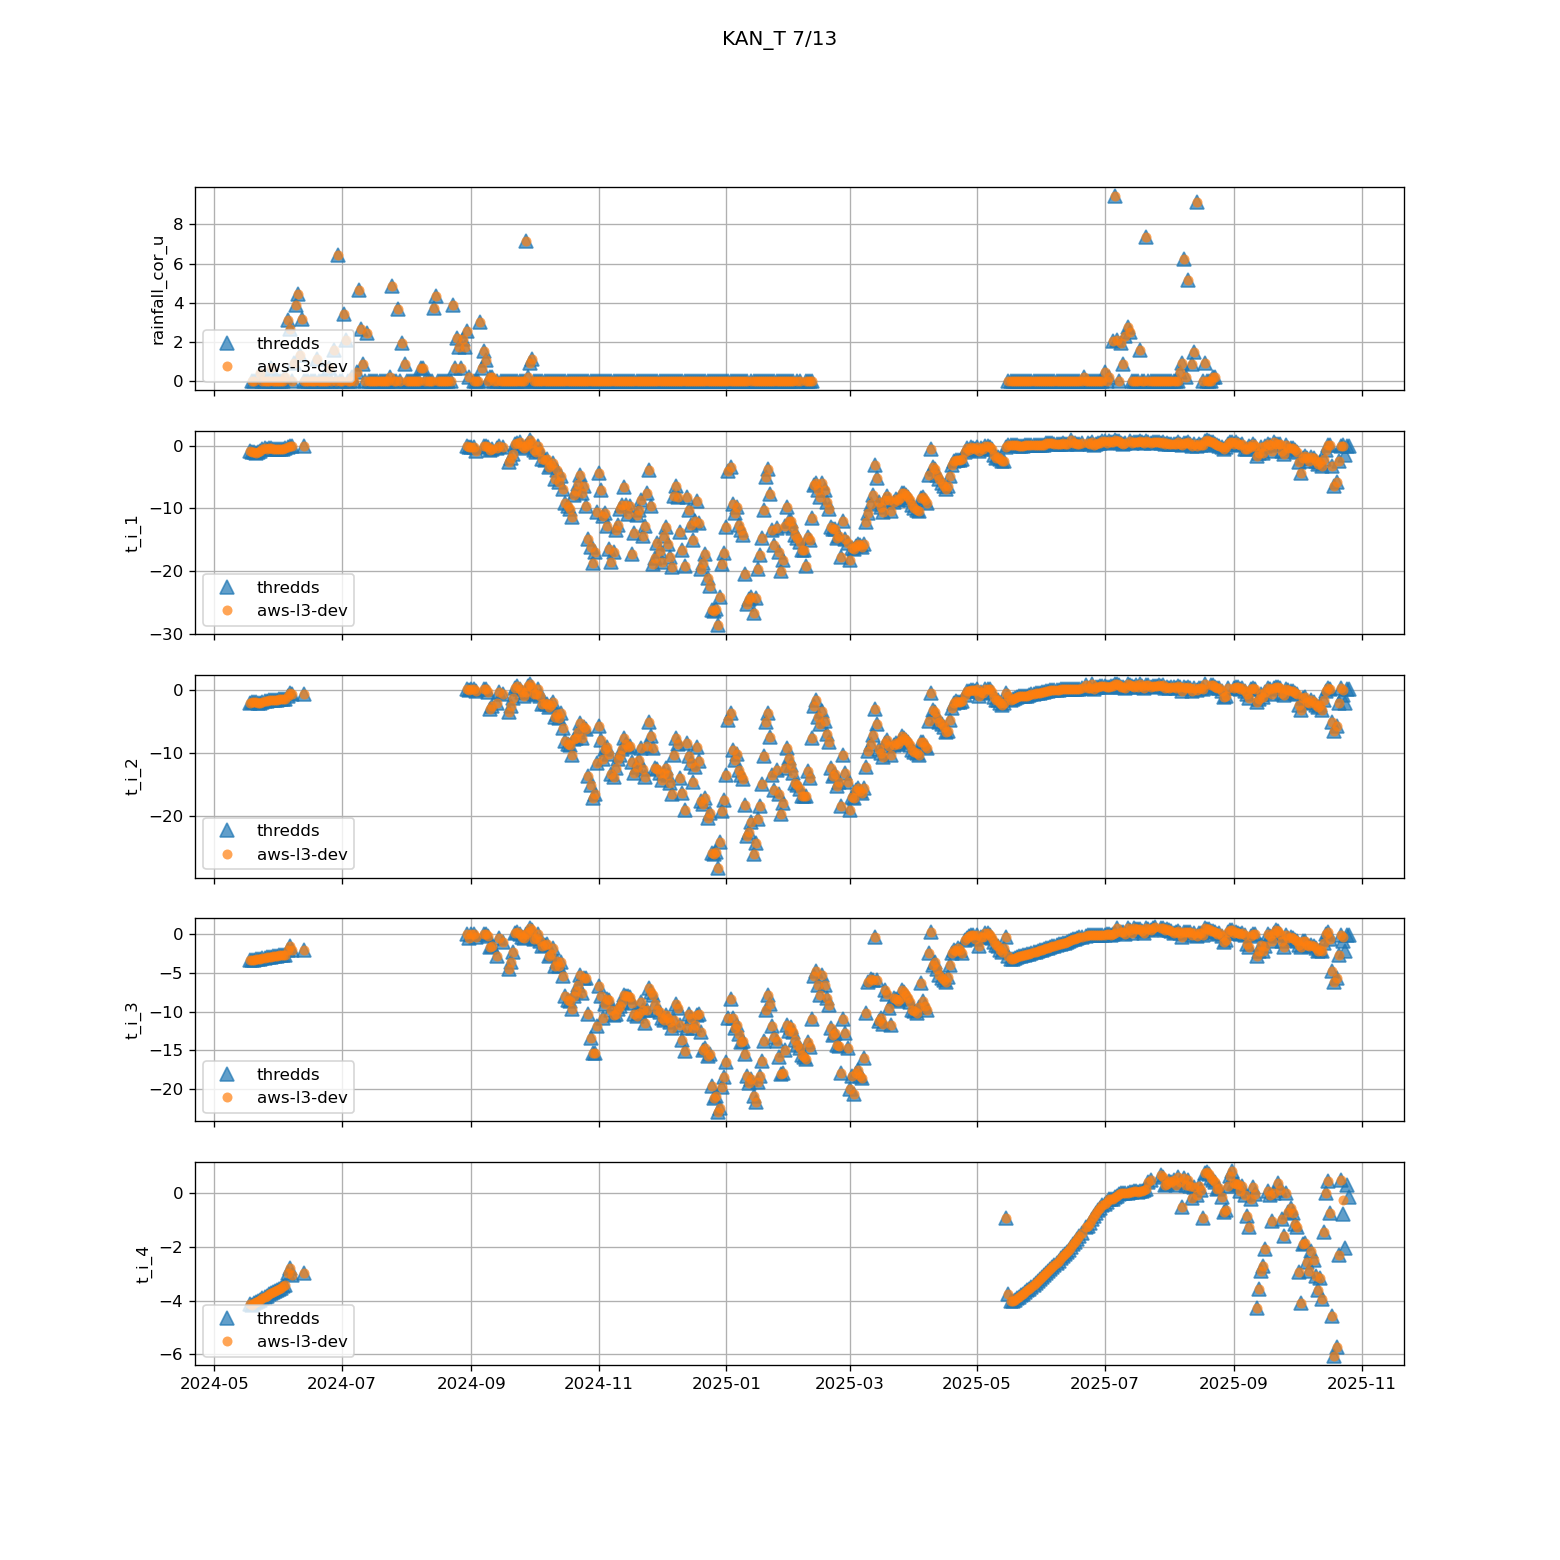 KAN_T 7/13
rainfall_cor_u
8
6
4
2
0
thredds
aws-l3-dev
t_i_1
0
−10
−20
−30
thredds
aws-l3-dev
t_i_2
0
−10
−20
thredds
aws-l3-dev
t_i_3
0
−5
−10
−15
−20
thredds
aws-l3-dev
t_i_4
0
−2
−4
−6
thredds
aws-l3-dev
2024-05 2024-07 2024-09 2024-11 2025-01 2025-03 2025-05 2025-07 2025-09 2025-11